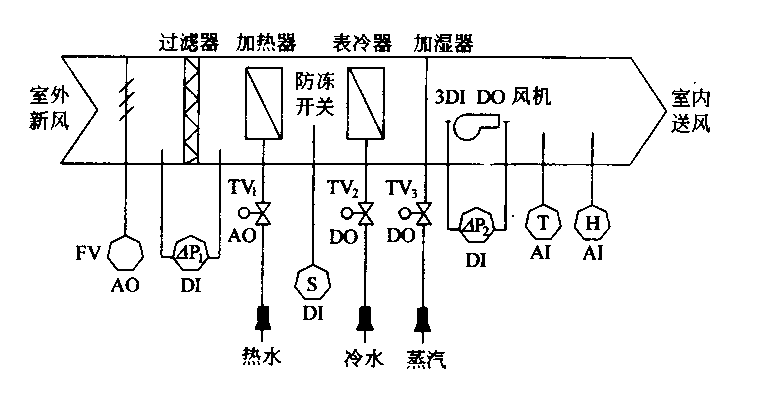 过滤器 加热器 表冷器 加湿器
室外
新风
防冻
开关
3DI DO 风机
室内
送风
TV1 TV2 TV3
FV
AO
ΔP1
DI
AO
S
DI
DO
DO
ΔP2
DI
T
AI
H
AI
热水 冷水 蒸汽